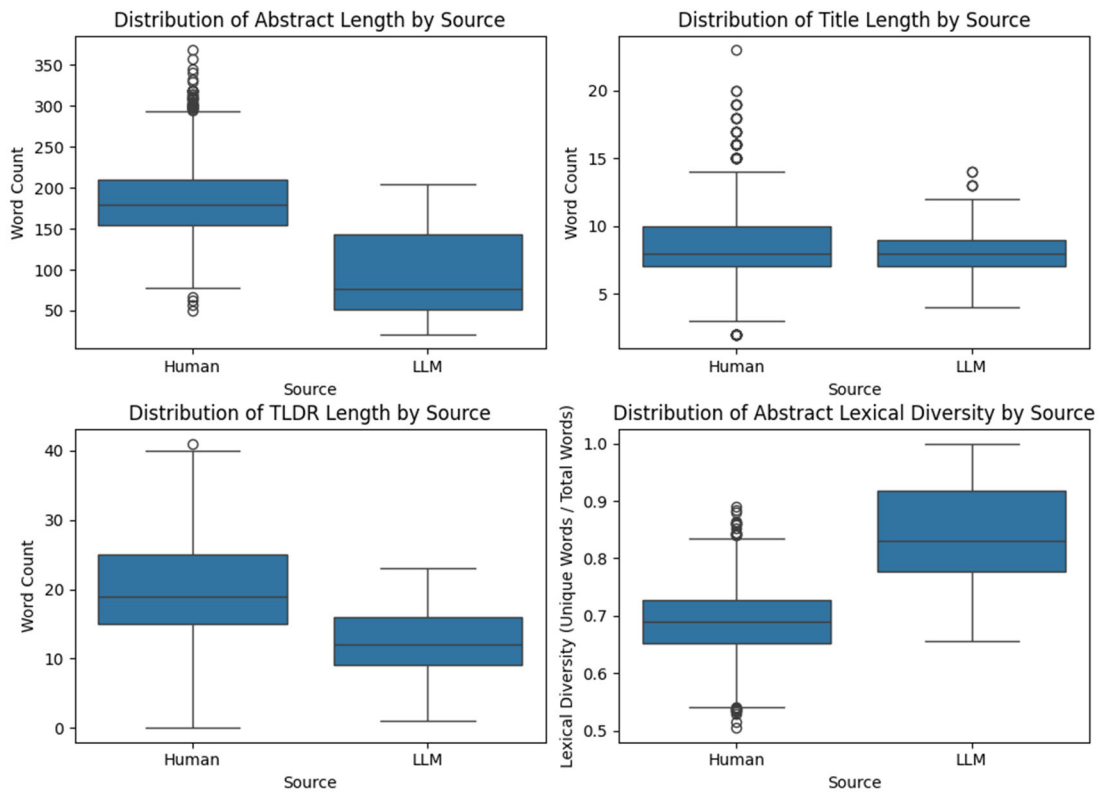 Distribution of Abstract Length by Source
Word Count
350
300
250
200
150
100
50
Human
LLM
Source
Distribution of Title Length by Source
Word Count
20
15
10
5
Human
LLM
Source
Distribution of TLDR Length by Source
Word Count
40
30
20
10
0
Human
LLM
Source
Distribution of Abstract Lexical Diversity by Source
Lexical Diversity (Unique Words / Total Words)
1.0
0.9
0.8
0.7
0.6
0.5
Human
LLM
Source